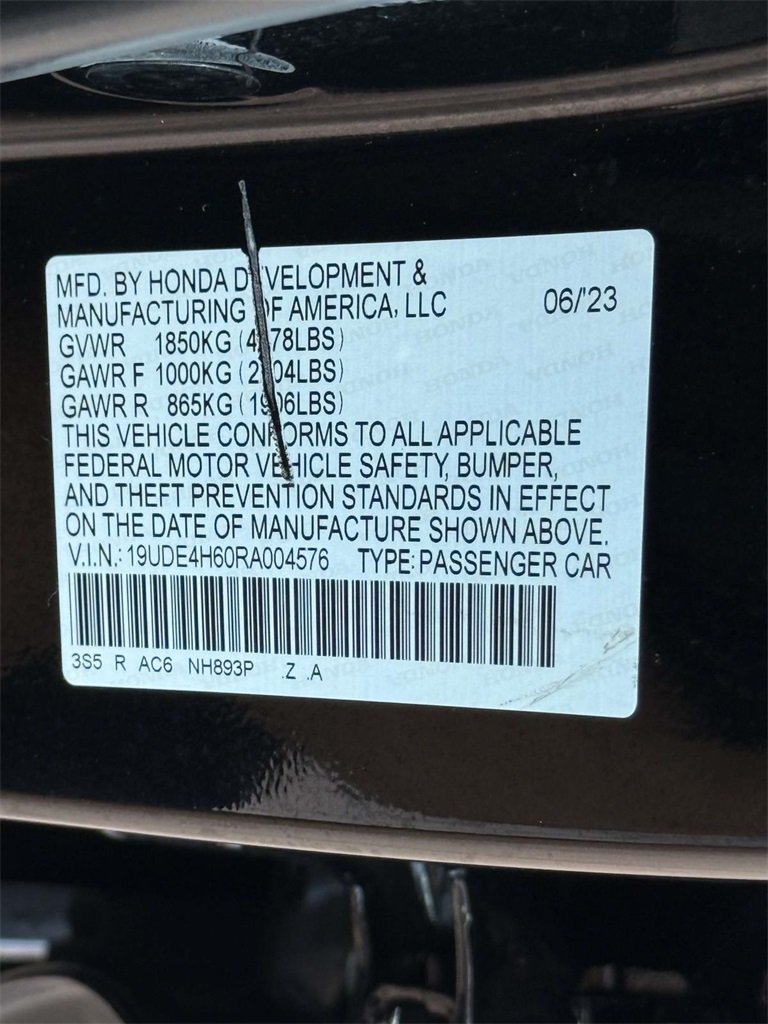 MFD. BY HONDA DEVELOPMENT &
MANUFACTURING OF AMERICA, LLC 06/'23
GVWR 1850KG
GAWR F 1000KG
GAWR R 865KG (1906LBS)
THIS VEHICLE CONFORMS TO ALL APPLICABLE
FEDERAL MOTOR VEHICLE SAFETY, BUMPER,
AND THEFT PREVENTION STANDARDS IN EFFECT
ON THE DATE OF MANUFACTURE SHOWN ABOVE.
V.I.N.: 19UDE4H60RA004576 TYPE: PASSENGER CAR
3S5 R AC6 NH893P .Z .A